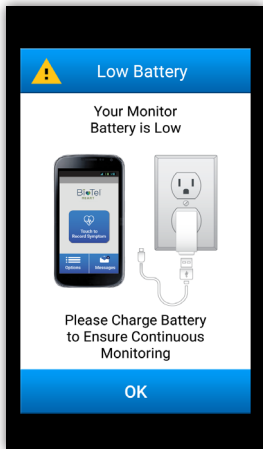 Low Battery
Your Monitor
Battery is Low
BioTel
HEART
Touch to
Record Symptom
Options Messages
Please Charge Battery
to Ensure Continuous
Monitoring
OK